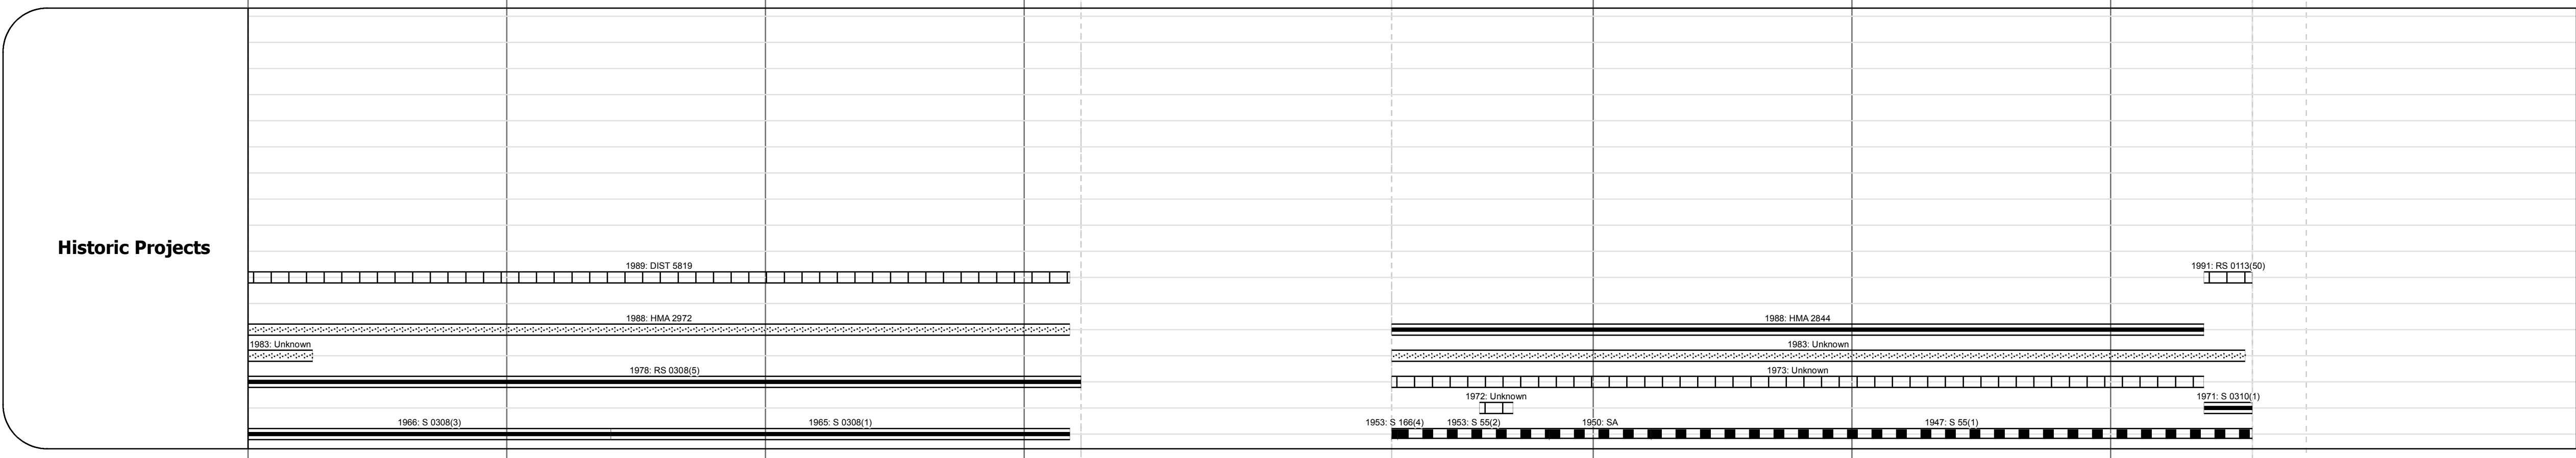 Historic Projects
1989: DIST 5819
1991: RS 0113(50)
1988: HMA 2972
1988: HMA 2844
1983: Unknown
1983: Unknown
1978: RS 0308(5)
1973: Unknown
1972: Unknown
1971: S 0310(1)
1966: S 0308(3)
1965: S 0308(1)
1953: S 166(4)
1953: S 55(2)
1950: SA
1947: S 55(1)